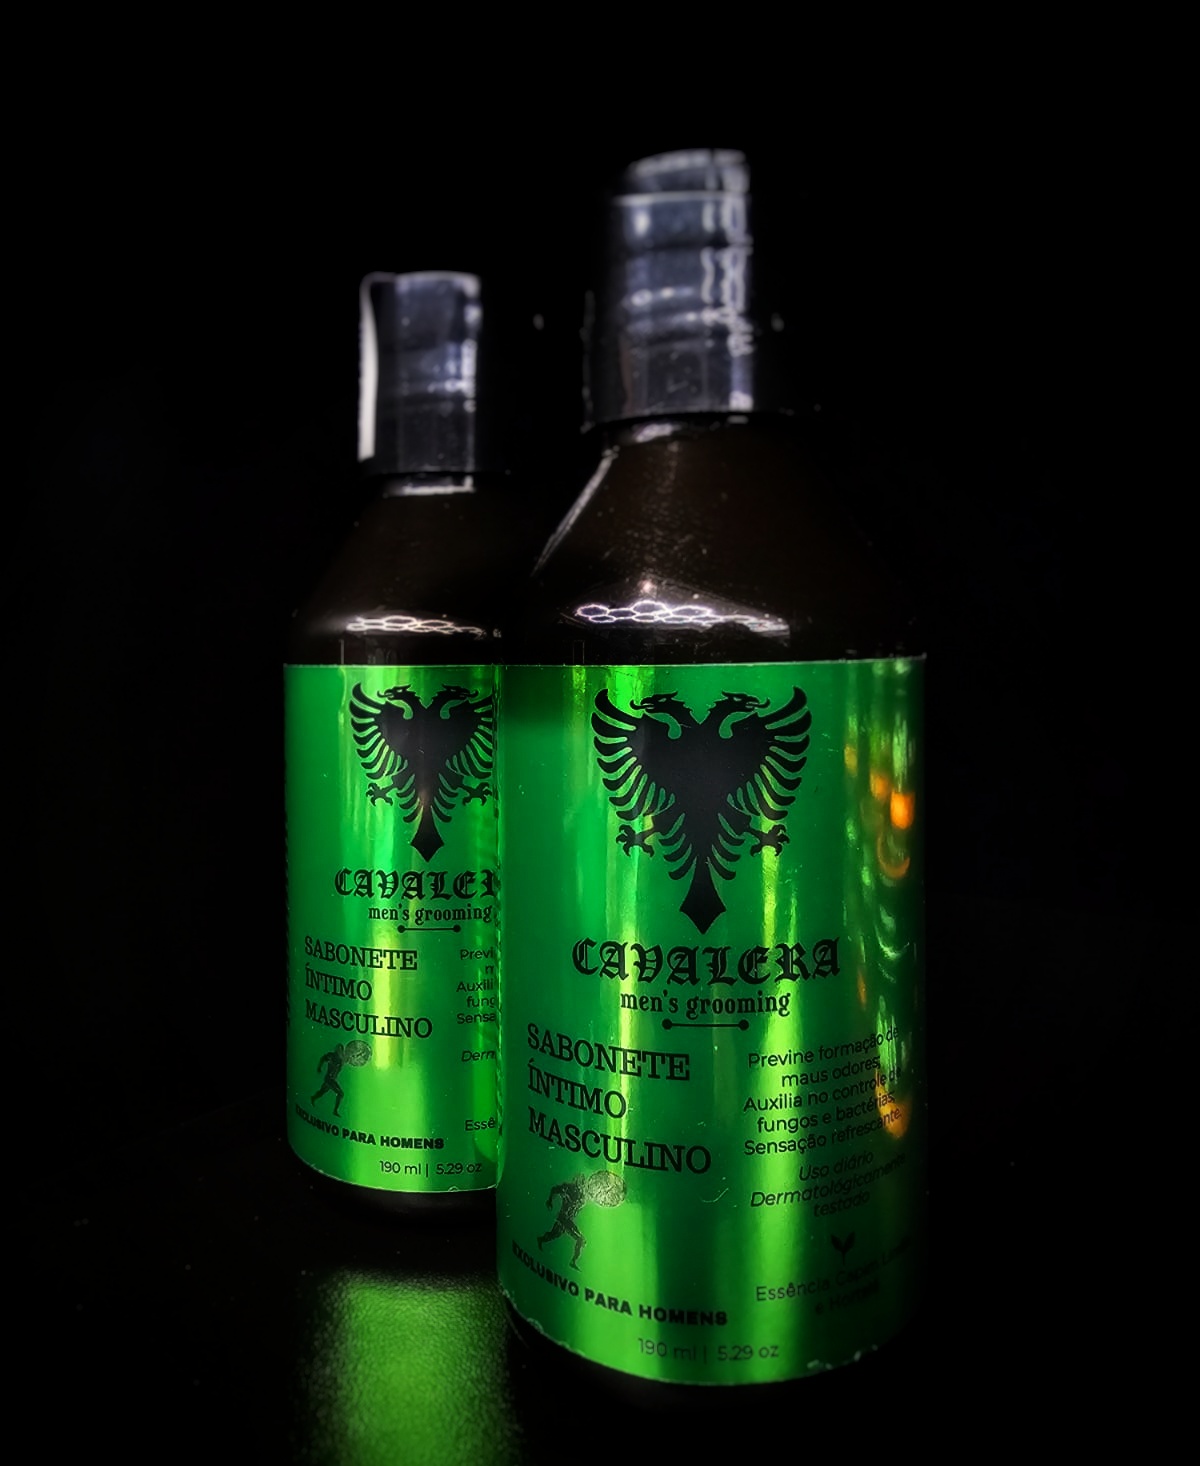 CAVALERA
men's grooming
SABONETE
ÍNTIMO
MASCULINO
EXCLUSIVO PARA HOMENS
190 ml | 5.29 oz
Previne formação de
maus odores;
Auxilia no controle de
fungos e bactérias;
Sensação refrescante.
Uso diário
Dermatologicamente
testado
Essência
men's grooming
SABONETE
ÍNTIMO
MASCULINO
EXCLUSIVO PARA HOMENS
190 ml | 5.29 oz